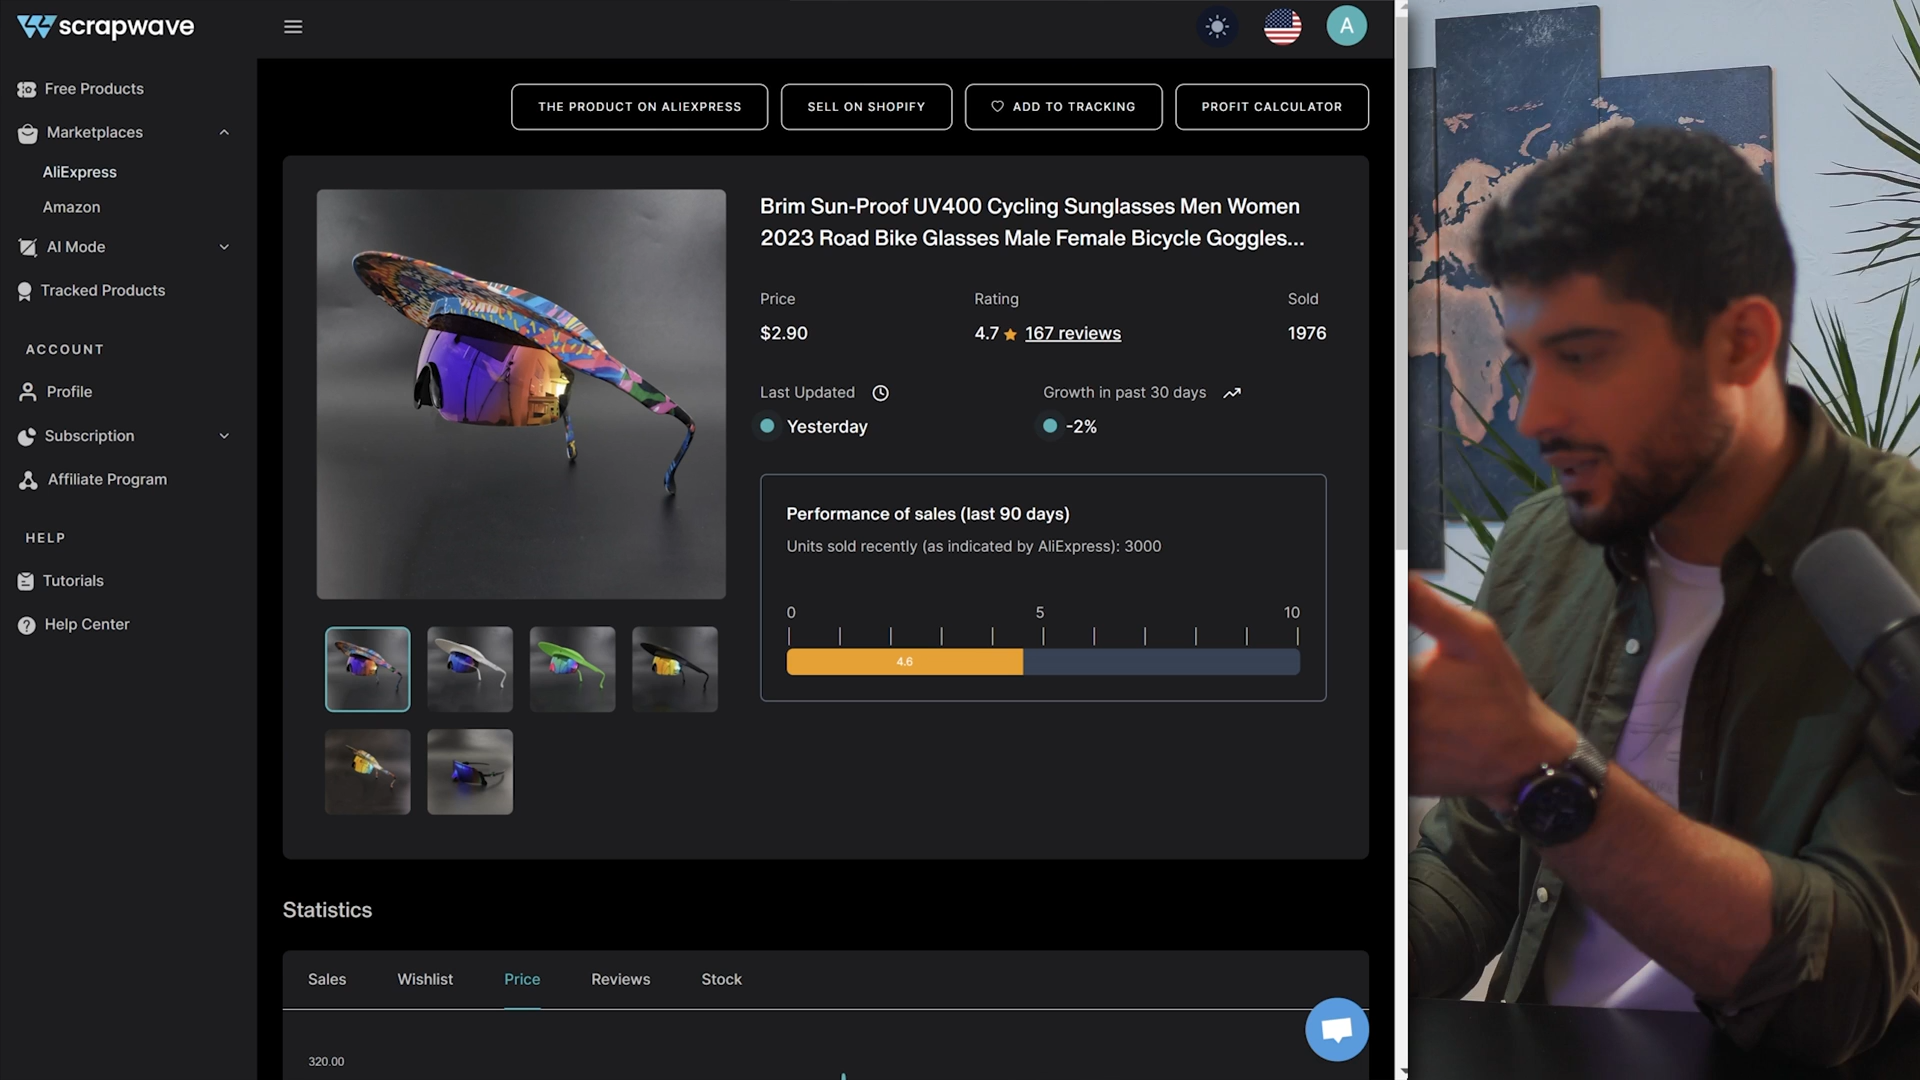 scrapwave
A
Free Products
Marketplaces
AliExpress
Amazon
AI Mode
Tracked Products
ACCOUNT
Profile
Subscription
Affiliate Program
HELP
Tutorials
Help Center
THE PRODUCT ON ALIEXPRESS
SELL ON SHOPIFY
ADD TO TRACKING
PROFIT CALCULATOR
Brim Sun-Proof UV400 Cycling Sunglasses Men Women
2023 Road Bike Glasses Male Female Bicycle Goggles...
Price
Rating
Sold
$2.90
4.7
167 reviews
1976
Last Updated
Growth in past 30 days
Yesterday
-2%
Performance of sales (last 90 days)
Units sold recently (as indicated by AliExpress): 3000
0
5
10
4.6
Statistics
Sales
Wishlist
Price
Reviews
Stock
320.00